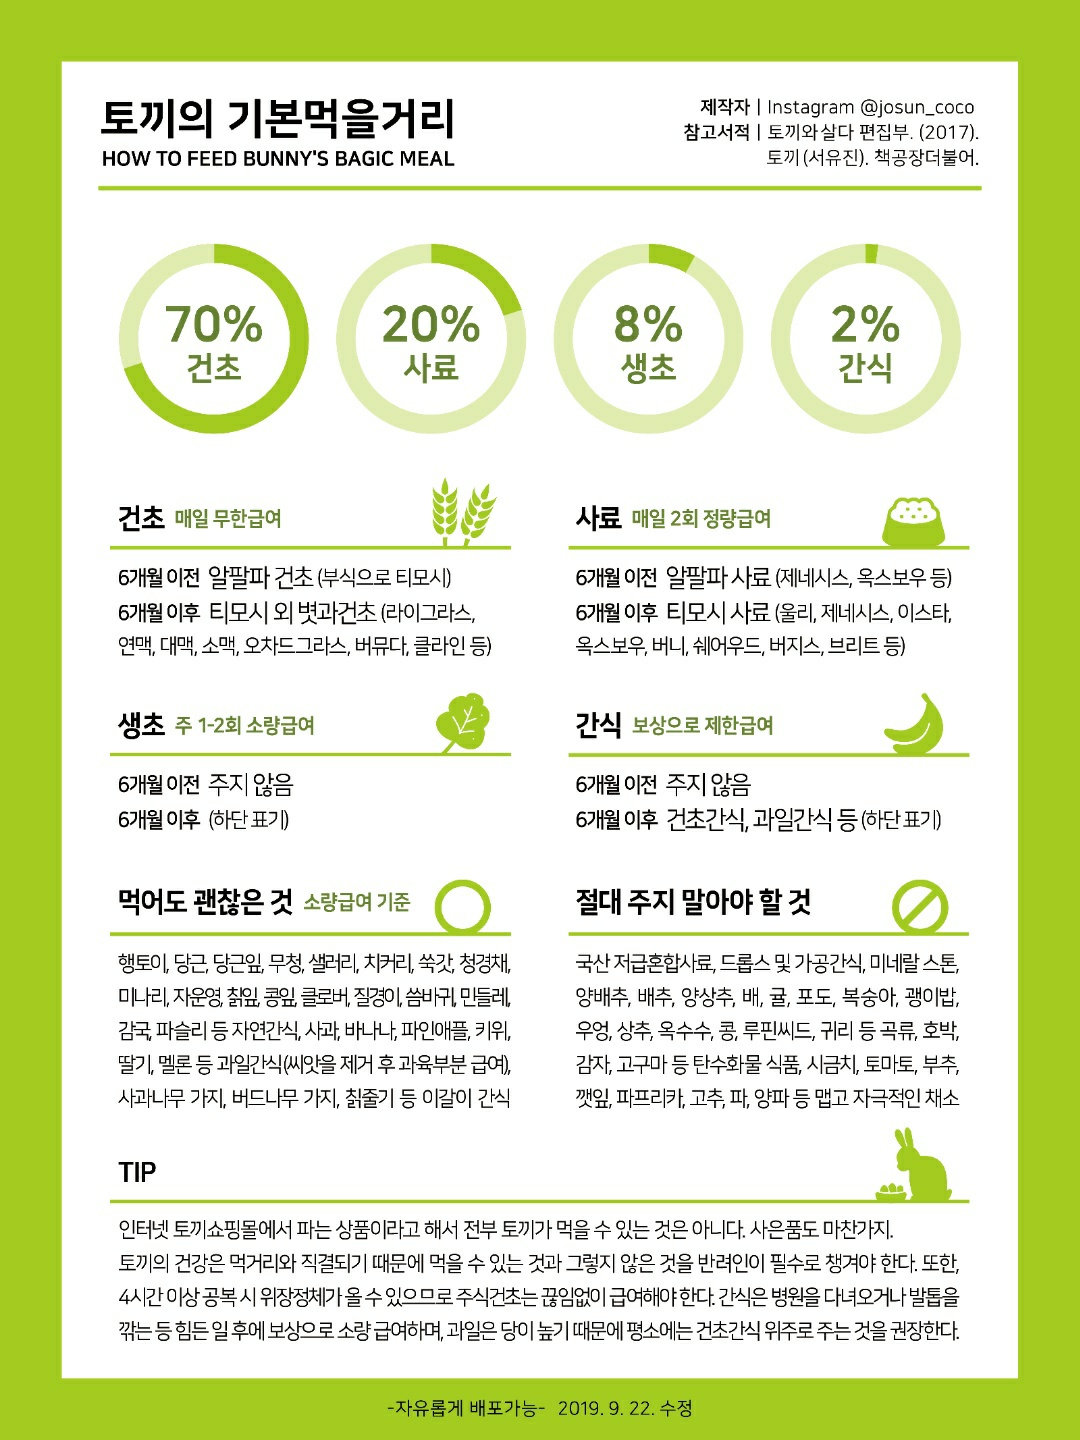 토끼의 기본먹을거리
HOW TO FEED BUNNY'S BAGIC MEAL
제작자 | Instagram @josun_coco
참고서적 | 토끼와살다 편집부. (2017).
토끼(서유진). 책공장더불어.
70%
건초
20%
사료
8%
생초
2%
간식
건초 매일 무한급여
6개월 이전 알팔파 건초 (부식으로 티모시)
6개월 이후 티모시 외 볏과건초 (라이그라스,
연맥, 대맥, 소맥, 오차드그라스, 버뮤다, 클라인 등)
사료 매일 2회 정량급여
6개월 이전 알팔파 사료 (제네시스, 옥스보우 등)
6개월 이후 티모시 사료 (울리, 제네시스, 이스타,
옥스보우, 버니, 쉐어우드, 버지스, 브리트 등)
생초 주 1-2회 소량급여
6개월 이전 주지 않음
6개월 이후 (하단 표기)
간식 보상으로 제한급여
6개월 이전 주지 않음
6개월 이후 건초간식, 과일간식 등 (하단 표기)
먹어도 괜찮은 것 소량급여 기준
행토이, 당근, 당근잎, 무청, 샐러리, 치커리, 쑥갓, 청경채,
미나리, 자운영, 칡잎, 콩잎, 클로버, 질경이, 씀바귀, 민들레,
감국, 파슬리 등 자연간식, 사과, 바나나, 파인애플, 키위,
딸기, 멜론 등 과일간식(씨앗을 제거 후 과육부분 급여),
사과나무 가지, 버드나무 가지, 칡줄기 등 이갈이 간식
절대 주지 말아야 할 것
국산 저급혼합사료, 드롭스 및 가공간식, 미네랄 스톤,
양배추, 배추, 양상추, 배, 귤, 포도, 복숭아, 괭이밥,
우엉, 상추, 옥수수, 콩, 루핀씨드, 귀리 등 곡류, 호박,
감자, 고구마 등 탄수화물 식품, 시금치, 토마토, 부추,
깻잎, 파프리카, 고추, 파, 양파 등 맵고 자극적인 채소
TIP
인터넷 토끼쇼핑몰에서 파는 상품이라고 해서 전부 토끼가 먹을 수 있는 것은 아니다. 사은품도 마찬가지.
토끼의 건강은 먹거리와 직결되기 때문에 먹을 수 있는 것과 그렇지 않은 것을 반려인이 필수로 챙겨야 한다. 또한,
4시간 이상 공복 시 위장정체가 올 수 있으므로 주식건초는 끊임없이 급여해야 한다. 간식은 병원을 다녀오거나 발톱을
깎는 등 힘든 일 후에 보상으로 소량 급여하며, 과일은 당이 높기 때문에 평소에는 건초간식 위주로 주는 것을 권장한다.
-자유롭게 배포가능- 2019. 9. 22. 수정